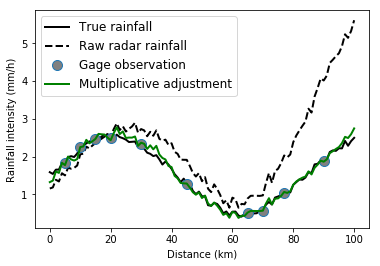 True rainfall
Raw radar rainfall
Gage observation
Multiplicative adjustment
Rainfall intensity (mm/h)
5
4
3
2
1
0 20 40 60 80 100
Distance (km)